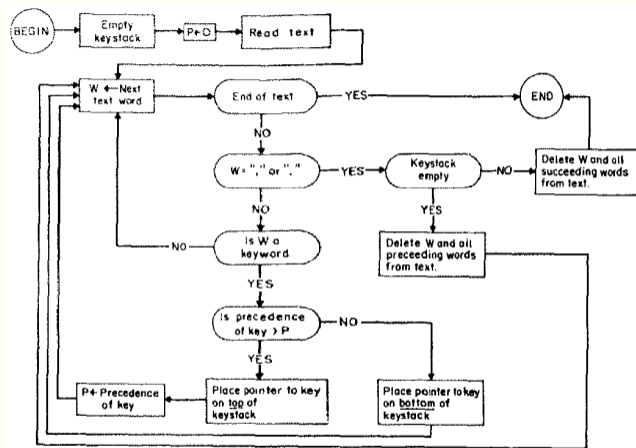 BEGIN
Empty
keystack
P←O
Read text
W ←Next
text word
End of text
YES
END
NO
W = "," or "."
YES
Keystack
empty
NO
Delete W and all
succeeding words
from text.
NO
YES
NO
Is W a
keyword
Delete W and all
preceeding words
from text.
YES
Is precedence
of key > P
NO
YES
P← Precedence
of key
Place pointer to key
on top of
keystack
Place pointer to key
on bottom of
keystack